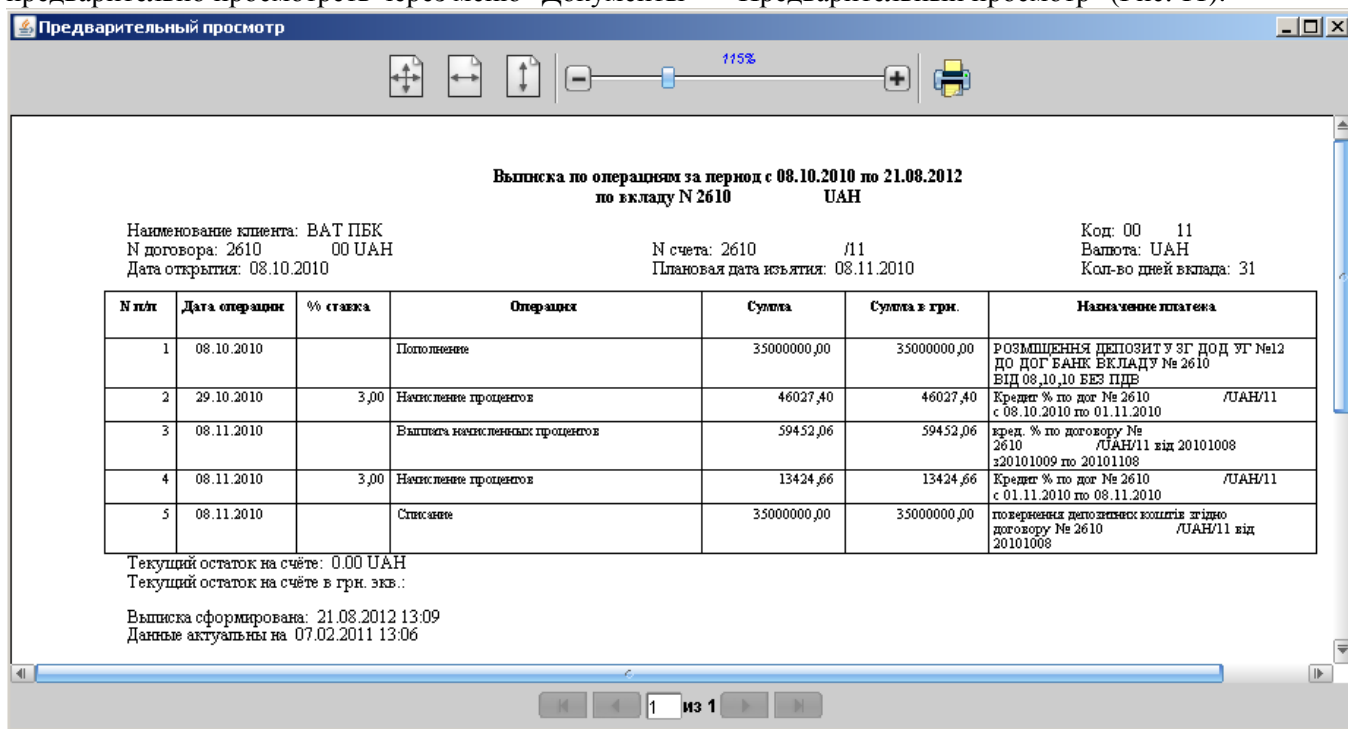 предварительно просмотреть через меню "Документы" – "Предварительный просмотр" (Рис. 11).
Предварительный просмотр
115%
Выписка по операциям за период с 08.10.2010 по 21.08.2012
по вкладу N 2610 UAH
Наименование клиента: ВАТ ПБК Код: 00 11
N договора: 2610 00 UAH N счета: 2610 /11 Валюта: UAH
Дата открытия: 08.10.2010 Плановая дата изъятия: 08.11.2010 Кол-во дней вклада: 31
N п/п Дата операции % ставка Операция Сумма Сумма в грн. Назначение платежа
1 08.10.2010 Пополнение 35000000,00 35000000,00 РОЗМІЩЕННЯ ДЕПОЗИТУ ЗГ ДОД УГ №12
ДО ДОГ БАНК ВКЛАДУ № 2610
ВІД 08,10,10 БЕЗ ПДВ
2 29.10.2010 3,00 Начисление процентов 46027,40 46027,40 Кредит % по дог № 2610 /UAH/11
с 08.10.2010 по 01.11.2010
3 08.11.2010 Выплата начисленных процентов 59452,06 59452,06 кред. % по договору №
2610 /UAH/11 від 20101008
з20101009 по 20101108
4 08.11.2010 3,00 Начисление процентов 13424,66 13424,66 Кредит % по дог № 2610 /UAH/11
с 01.11.2010 по 08.11.2010
5 08.11.2010 Списание 35000000,00 35000000,00 повернення депозитних коштів згідно
договору № 2610 /UAH/11 від
20101008
Текущий остаток на счёте: 0.00 UAH
Текущий остаток на счёте в грн. экв.:
Выписка сформирована: 21.08.2012 13:09
Данные актуальны на 07.02.2011 13:06
1 из 1